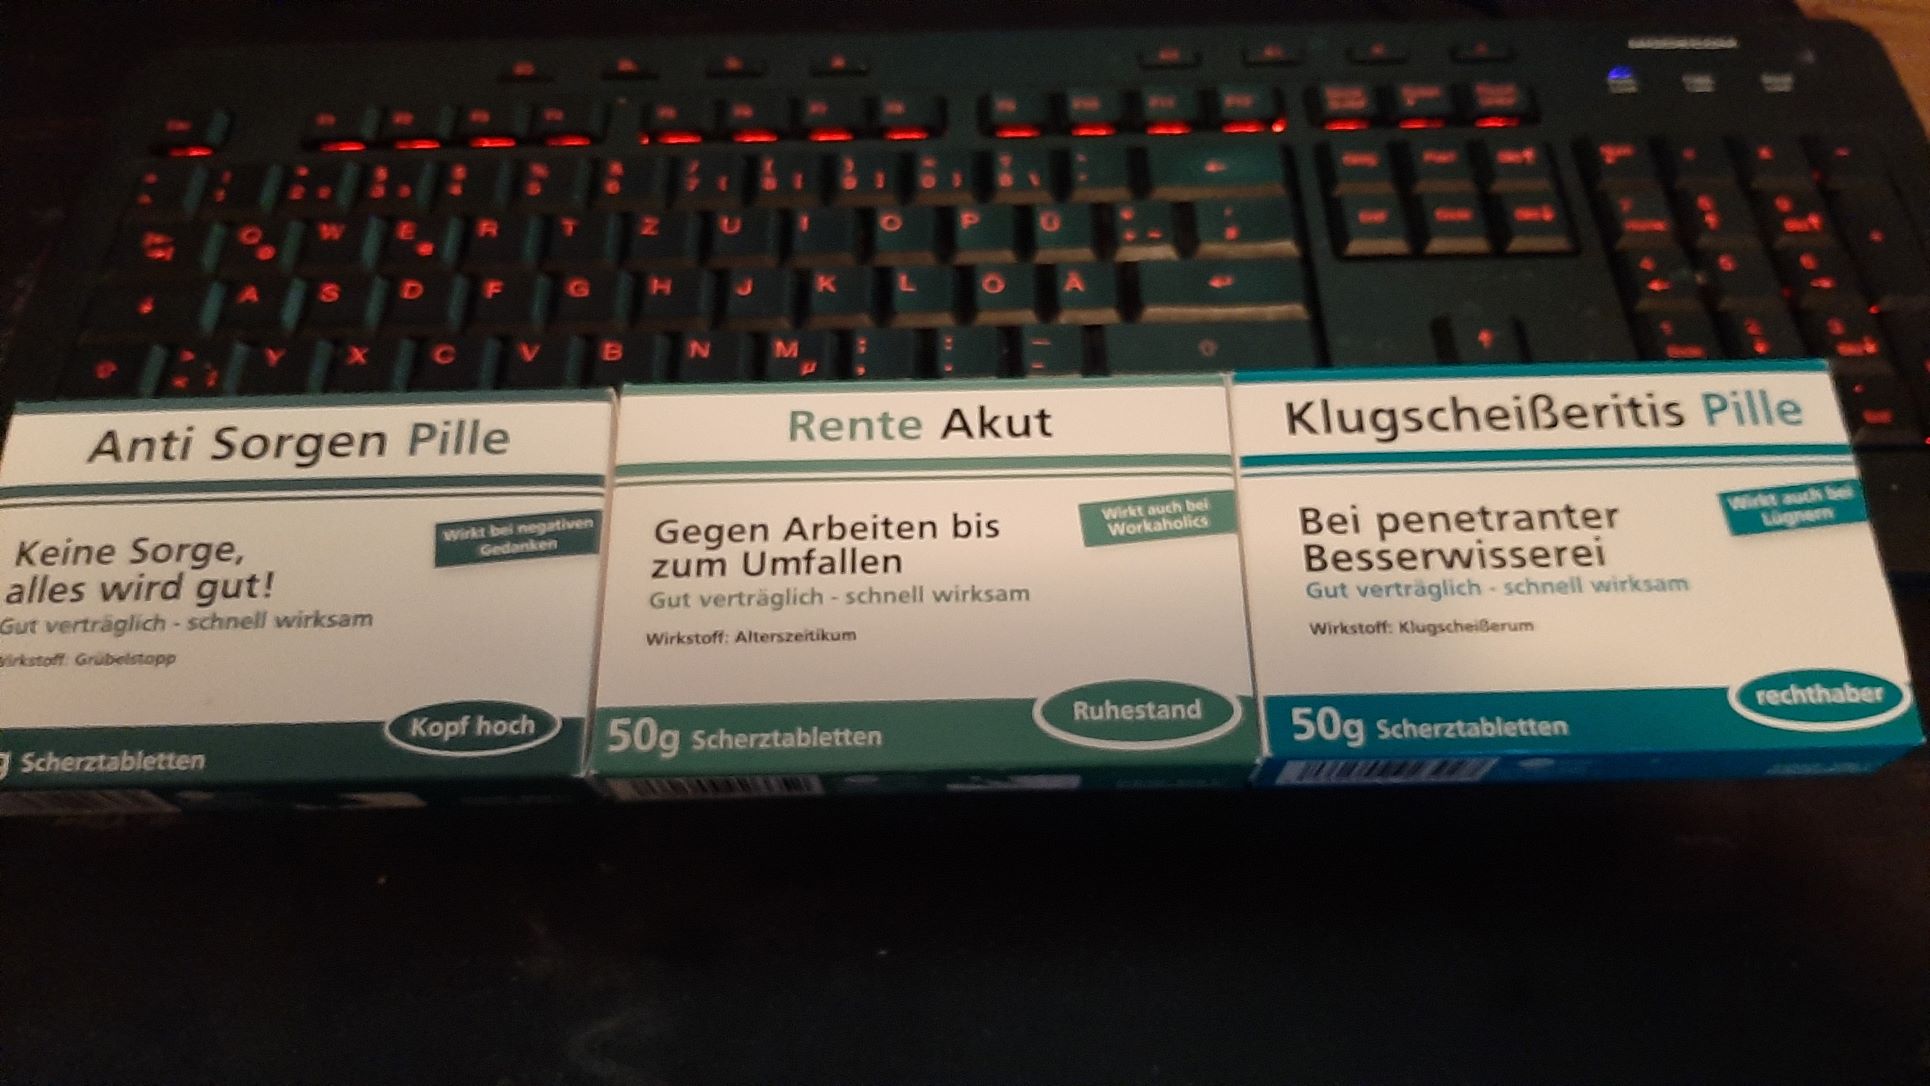 Q W E R T Z U I O P Ü
A S D F G H J K L Ö Ä
Y X C V B N M
Anti Sorgen Pille
Keine Sorge,
alles wird gut!
Wirkt bei negativen
Gedanken
Gut verträglich - schnell wirksam
Wirkstoff: Grübelstopp
Kopf hoch
Scherztabletten
Rente Akut
Gegen Arbeiten bis
zum Umfallen
Wirkt auch bei
Workaholics
Gut verträglich - schnell wirksam
Wirkstoff: Alterszeitikum
Ruhestand
50g Scherztabletten
Klugscheißeritis Pille
Bei penetranter
Besserwisserei
Wirkt auch bei
Lügnern
Gut verträglich - schnell wirksam
Wirkstoff: Klugscheißerum
rechthaber
50g Scherztabletten